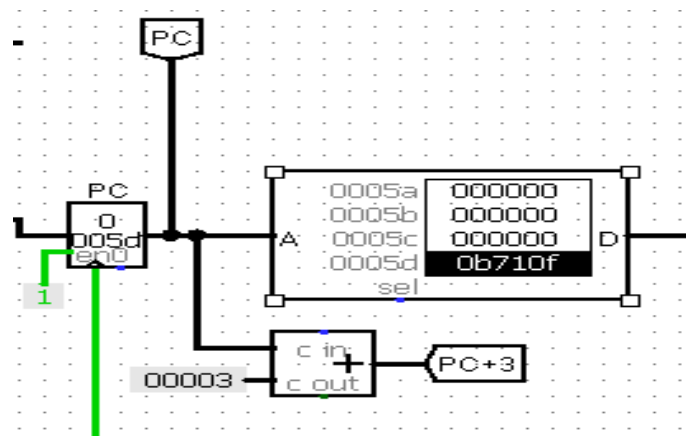 PC
PC
0
005d
en0
1
A
0005a 000000
0005b 000000
0005c 000000
0005d 0b710f
sel
D
c in
+
c out
00003
PC+3